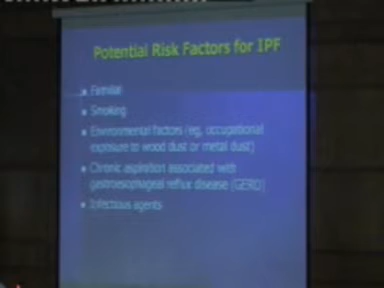 Potential Risk Factors for IPF
Familial
Smoking
Environmental factors (eg, occupational
exposure to wood dust or metal dust)
Chronic aspiration associated with
gastroesophageal reflux disease (GERD)
Infectious agents